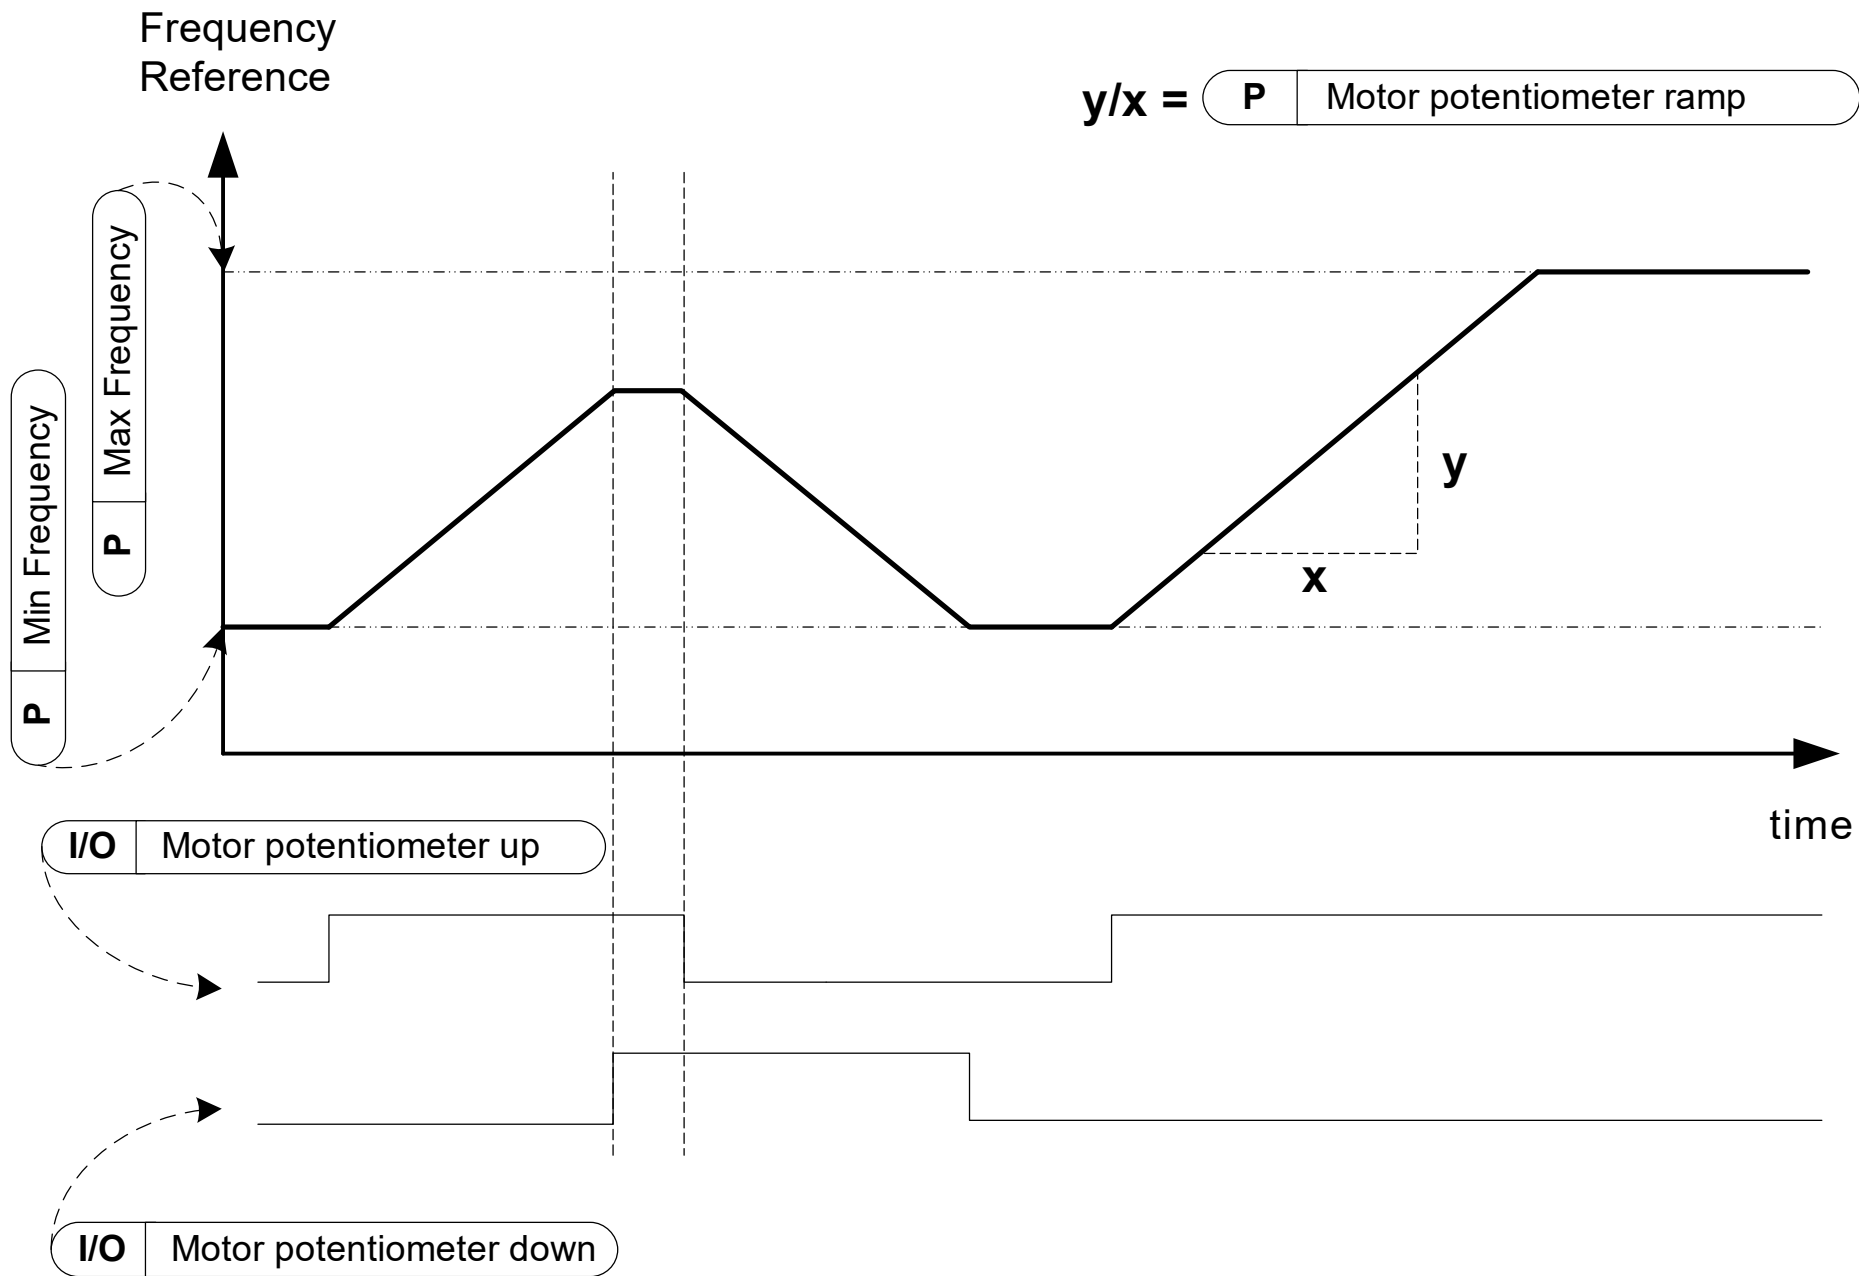 Frequency
Reference
y/x = P Motor potentiometer ramp
P Max Frequency
P Min Frequency
y
x
time
I/O Motor potentiometer up
I/O Motor potentiometer down